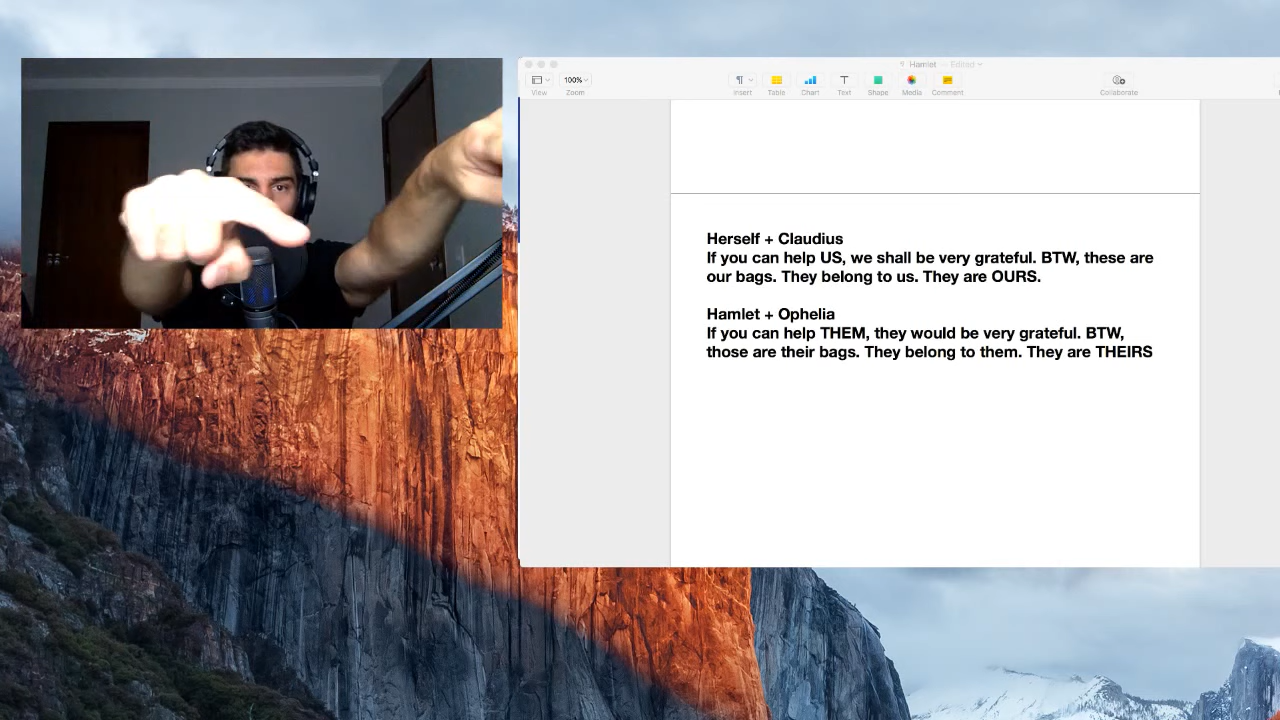 Hamlet — Edited
100%
View
Zoom
Insert
Table
Chart
Text
Shape
Media
Comment
Collaborate
Herself + Claudius
If you can help US, we shall be very grateful. BTW, these are
our bags. They belong to us. They are OURS.
Hamlet + Ophelia
If you can help THEM, they would be very grateful. BTW,
those are their bags. They belong to them. They are THEIRS